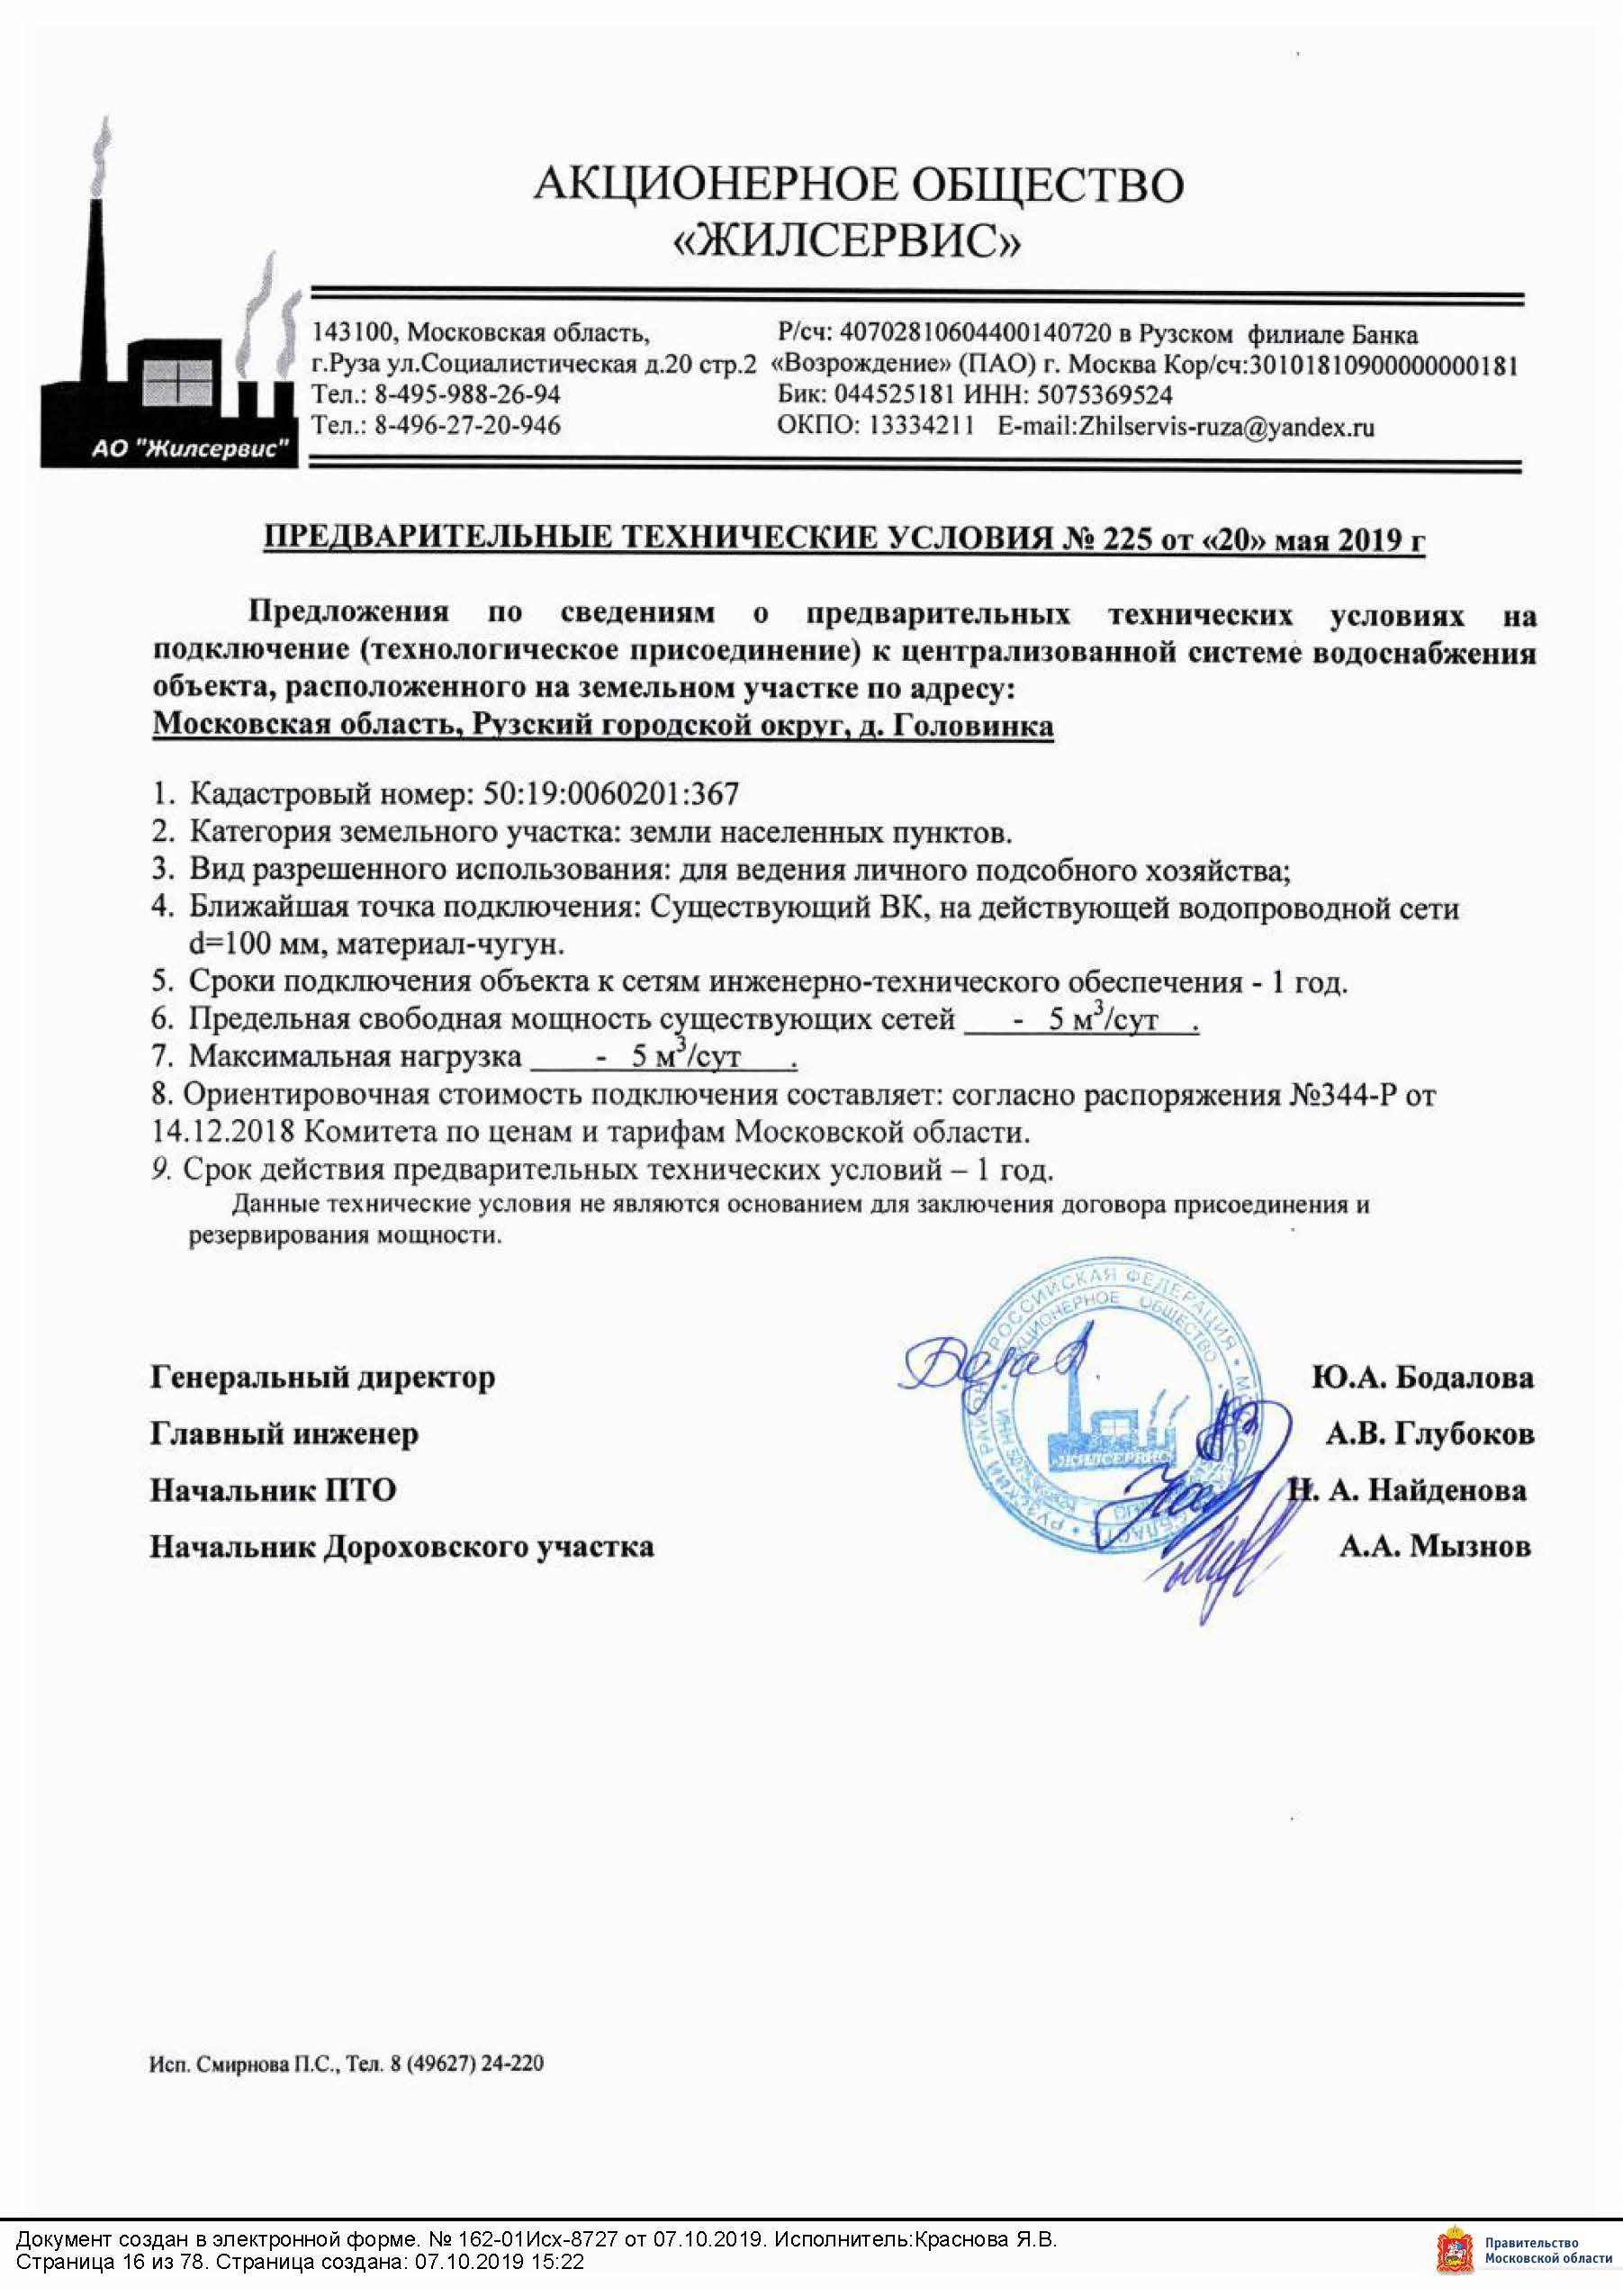 АКЦИОНЕРНОЕ ОБЩЕСТВО
«ЖИЛСЕРВИС»
АО "Жилсервис"
143100, Московская область,
г.Руза ул.Социалистическая д.20 стр.2
Тел.: 8-495-988-26-94
Тел.: 8-496-27-20-946
Р/сч: 40702810604400140720 в Рузском филиале Банка
«Возрождение» (ПАО) г. Москва Кор/сч:30101810900000000181
Бик: 044525181 ИНН: 5075369524
ОКПО: 13334211 E-mail:Zhilservis-ruza@yandex.ru
ПРЕДВАРИТЕЛЬНЫЕ ТЕХНИЧЕСКИЕ УСЛОВИЯ № 225 от «20» мая 2019 г
Предложения по сведениям о предварительных технических условиях на
подключение (технологическое присоединение) к централизованной системе водоснабжения
объекта, расположенного на земельном участке по адресу:
Московская область, Рузский городской округ, д. Головинка
1. Кадастровый номер: 50:19:0060201:367
2. Категория земельного участка: земли населенных пунктов.
3. Вид разрешенного использования: для ведения личного подсобного хозяйства;
4. Ближайшая точка подключения: Существующий ВК, на действующей водопроводной сети
d=100 мм, материал-чугун.
5. Сроки подключения объекта к сетям инженерно-технического обеспечения - 1 год.
6. Предельная свободная мощность существующих сетей - 5 м³/сут .
7. Максимальная нагрузка - 5 м³/сут .
8. Ориентировочная стоимость подключения составляет: согласно распоряжения №344-Р от
14.12.2018 Комитета по ценам и тарифам Московской области.
9. Срок действия предварительных технических условий – 1 год.
Данные технические условия не являются основанием для заключения договора присоединения и
резервирования мощности.
РОССИЙСКАЯ ФЕДЕРАЦИЯ
АКЦИОНЕРНОЕ ОБЩЕСТВО
«ЖИЛСЕРВИС»
Генеральный директор Ю.А. Бодалова
Главный инженер А.В. Глубоков
Начальник ПТО Н. А. Найденова
Начальник Дороховского участка А.А. Мызнов
Исп. Смирнова П.С., Тел. 8 (49627) 24-220
Документ создан в электронной форме. № 162-01Исх-8727 от 07.10.2019. Исполнитель:Краснова Я.В.
Страница 16 из 78. Страница создана: 07.10.2019 15:22
Правительство
Московской области